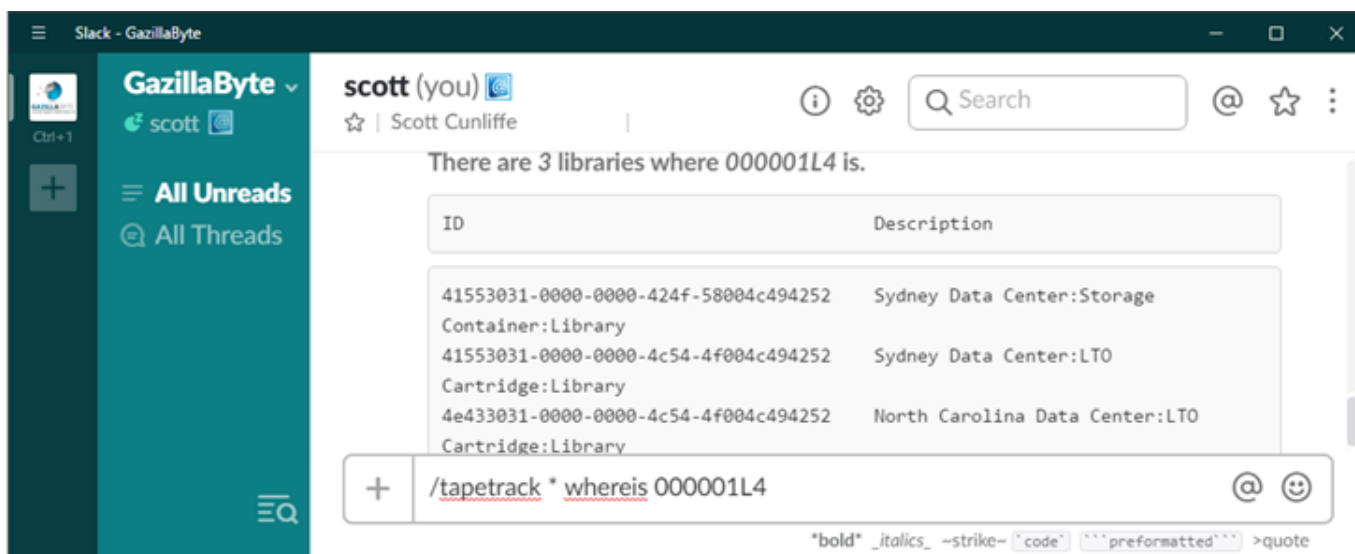 Slack - GazillaByte
GazillaByte
scott
Ctrl+1
All Unreads
All Threads
scott (you)
Scott Cunliffe
Search
There are 3 libraries where 000001L4 is.
ID Description
41553031-0000-0000-424f-58004c494252 Sydney Data Center:Storage
Container:Library
41553031-0000-0000-4c54-4f004c494252 Sydney Data Center:LTO
Cartridge:Library
4e433031-0000-0000-4c54-4f004c494252 North Carolina Data Center:LTO
Cartridge:Library
/tapetrack * whereis 000001L4
*bold* _italics_ ~strike~ `code` ```preformatted``` >quote